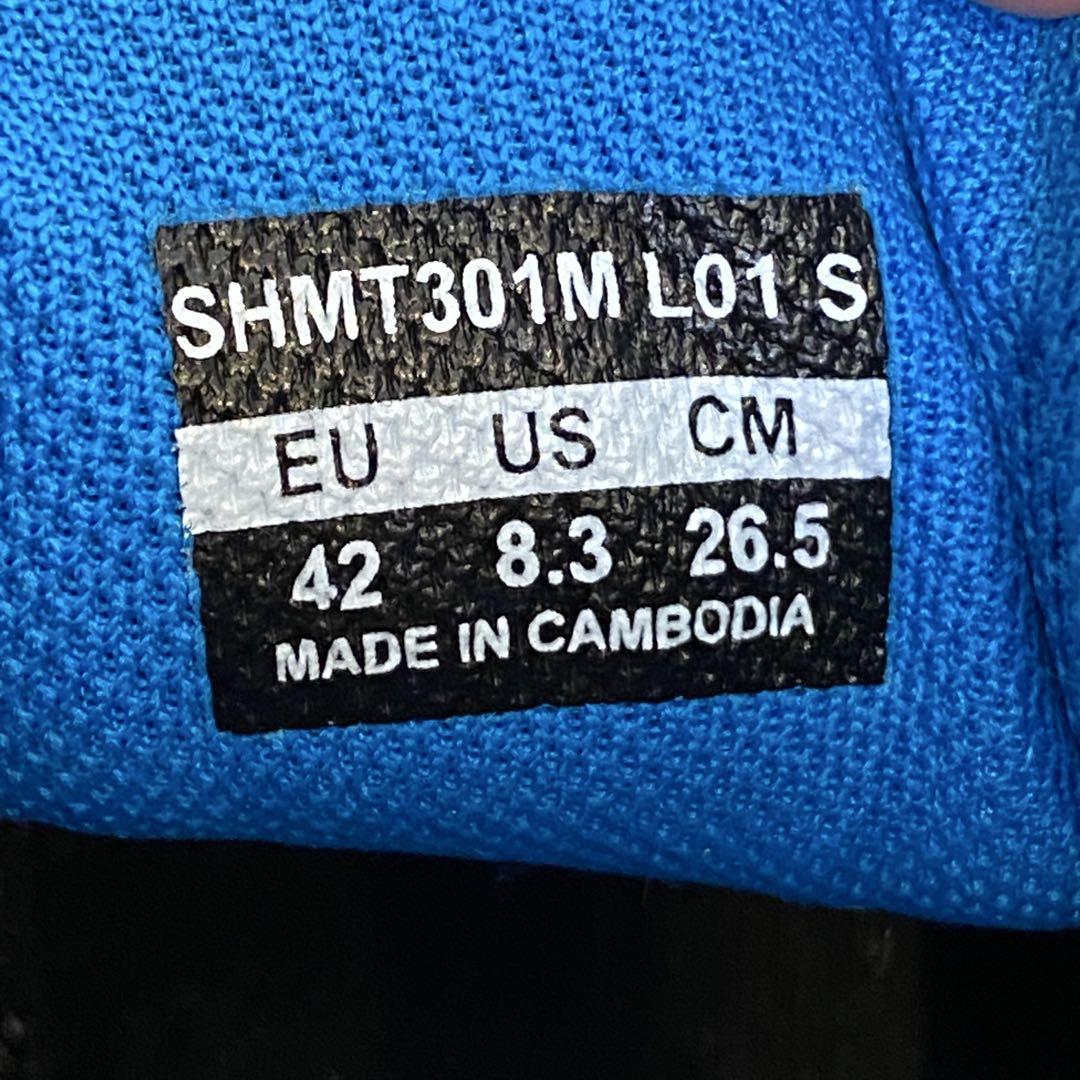 SHMT301M L01 S
EU US CM
42 8.3 26.5
MADE IN CAMBODIA